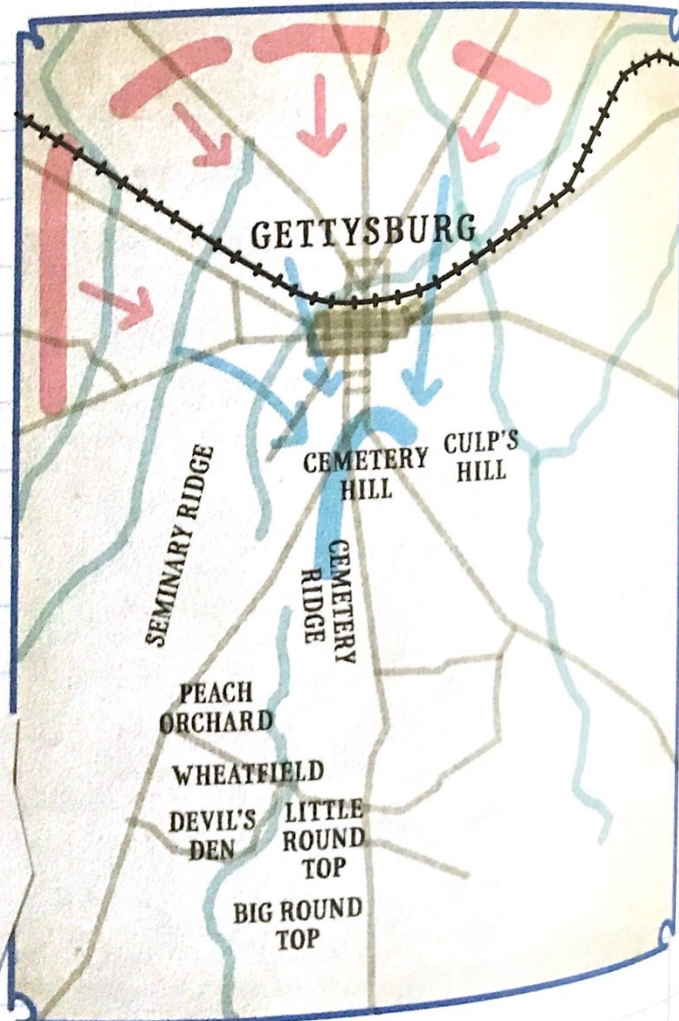 GETTYSBURG
CEMETERY
HILL
CULP'S
HILL
SEMINARY RIDGE
CEMETERY
RIDGE
PEACH
ORCHARD
WHEATFIELD
DEVIL'S
DEN
LITTLE
ROUND
TOP
BIG ROUND
TOP